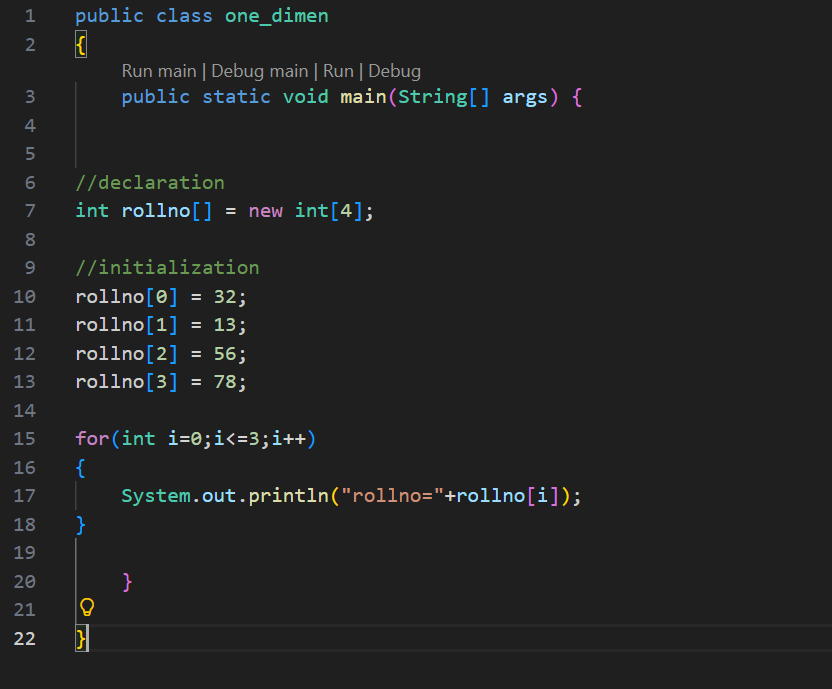 1 public class one_dimen
2 {
Run main | Debug main | Run | Debug
3 public static void main(String[] args) {
4
5
6 //declaration
7 int rollno[] = new int[4];
8
9 //initialization
10 rollno[0] = 32;
11 rollno[1] = 13;
12 rollno[2] = 56;
13 rollno[3] = 78;
14
15 for(int i=0;i<=3;i++)
16 {
17 System.out.println("rollno="+rollno[i]);
18 }
19
20 }
21
22 }